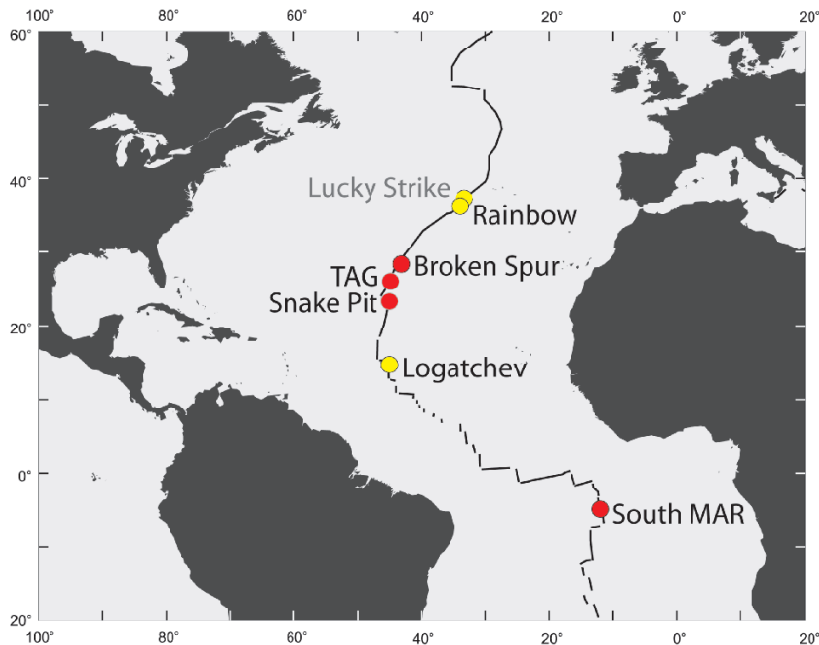 100° 80° 60° 40° 20° 0° 20°
60°
40°
20°
0°
20°
Lucky Strike
Rainbow
Broken Spur
TAG
Snake Pit
Logatchev
South MAR
100° 80° 60° 40° 20° 0° 20°